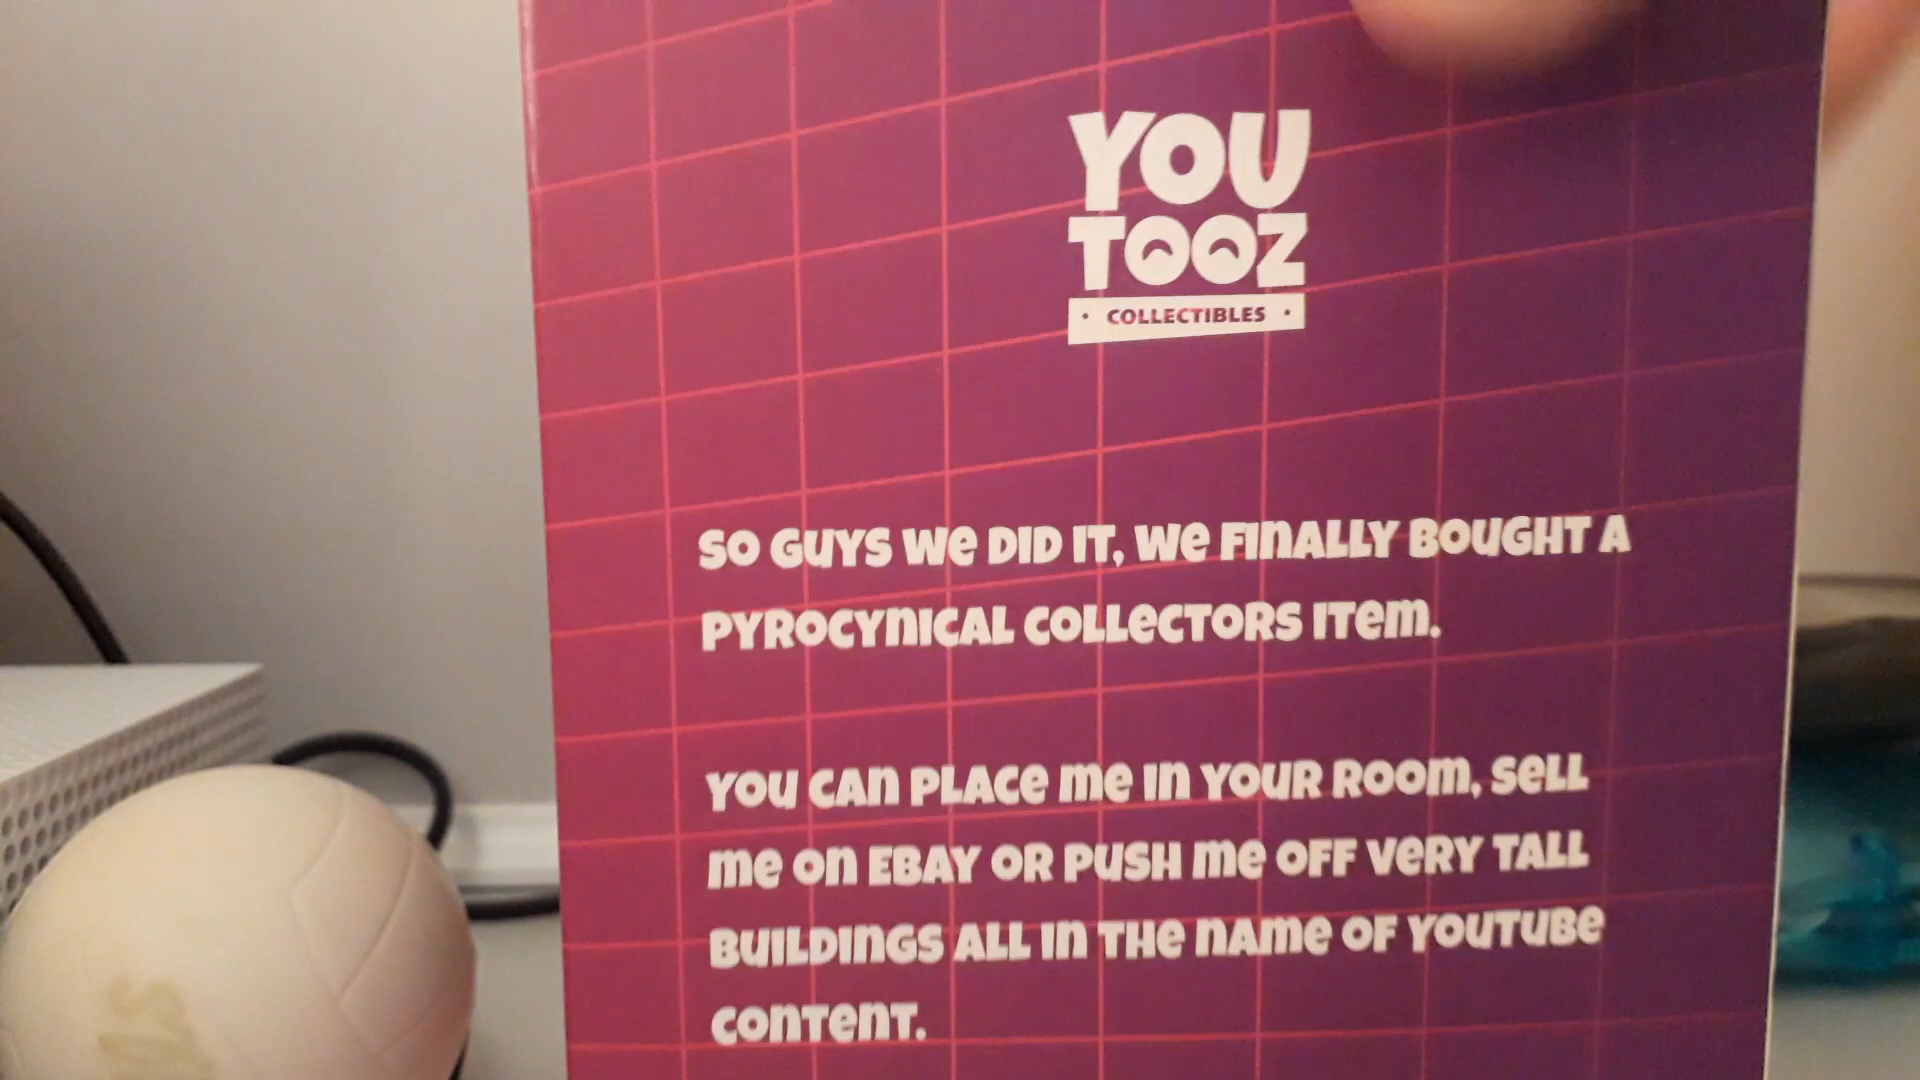 YOU
TOOZ
• COLLECTIBLES •
SO GUYS WE DID IT, WE FINALLY BOUGHT A
PYROCYNICAL COLLECTORS ITEM.
YOU CAN PLACE ME IN YOUR ROOM, SELL
ME ON EBAY OR PUSH ME OFF VERY TALL
BUILDINGS ALL IN THE NAME OF YOUTUBE
CONTENT.